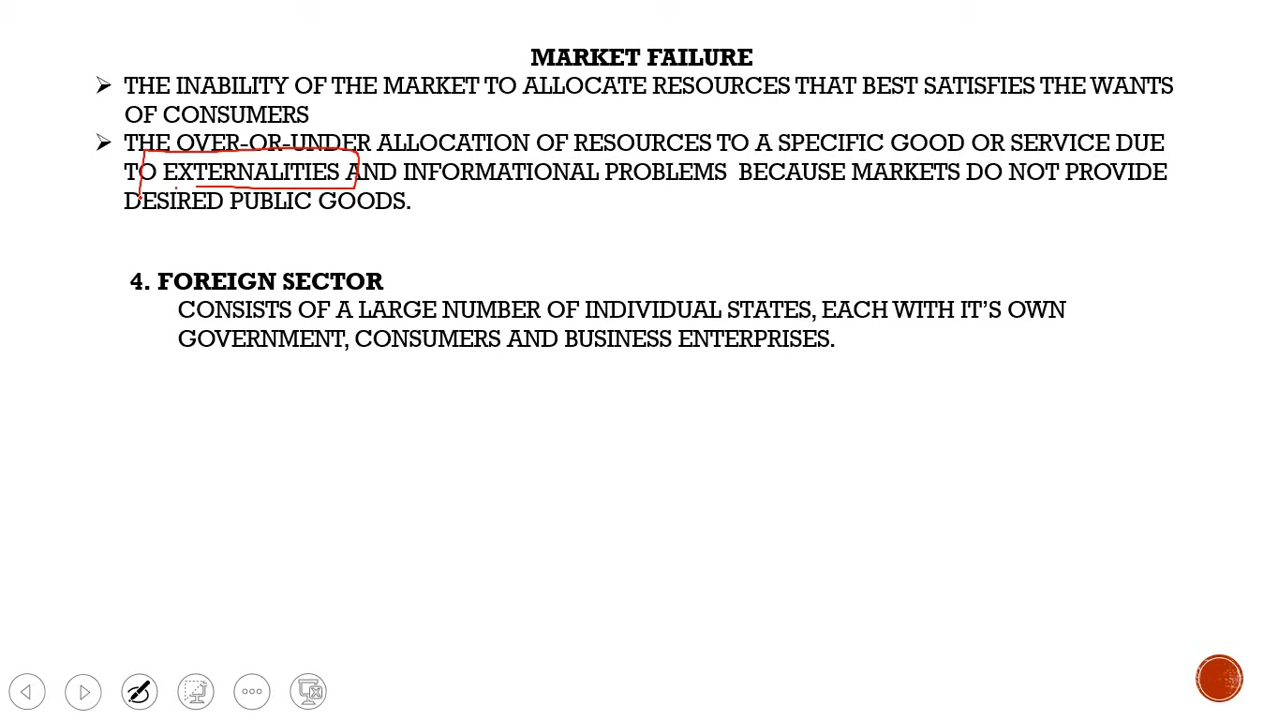 MARKET FAILURE
➢ THE INABILITY OF THE MARKET TO ALLOCATE RESOURCES THAT BEST SATISFIES THE WANTS
OF CONSUMERS
➢ THE OVER-OR-UNDER ALLOCATION OF RESOURCES TO A SPECIFIC GOOD OR SERVICE DUE
TO EXTERNALITIES AND INFORMATIONAL PROBLEMS BECAUSE MARKETS DO NOT PROVIDE
DESIRED PUBLIC GOODS.
4. FOREIGN SECTOR
CONSISTS OF A LARGE NUMBER OF INDIVIDUAL STATES, EACH WITH IT’S OWN
GOVERNMENT, CONSUMERS AND BUSINESS ENTERPRISES.